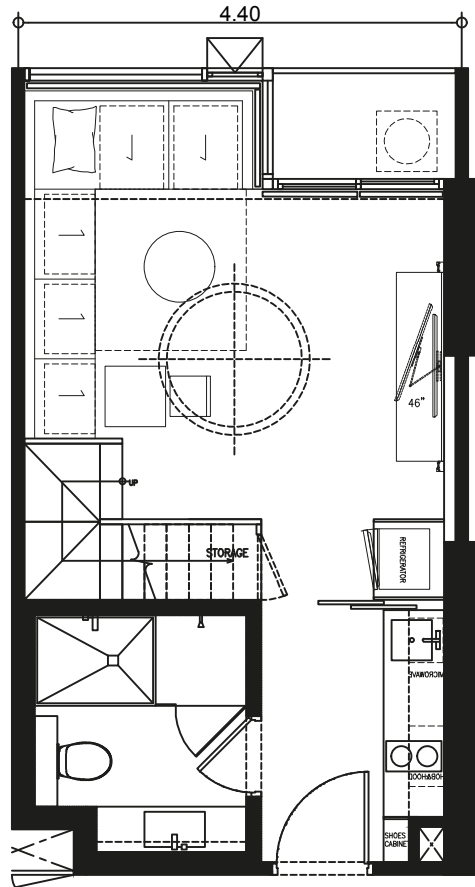 4.40
46"
UP
STORAGE
REFRIGERATOR
MICROWAVE
HOB&HOOD
SHOES
CABINET